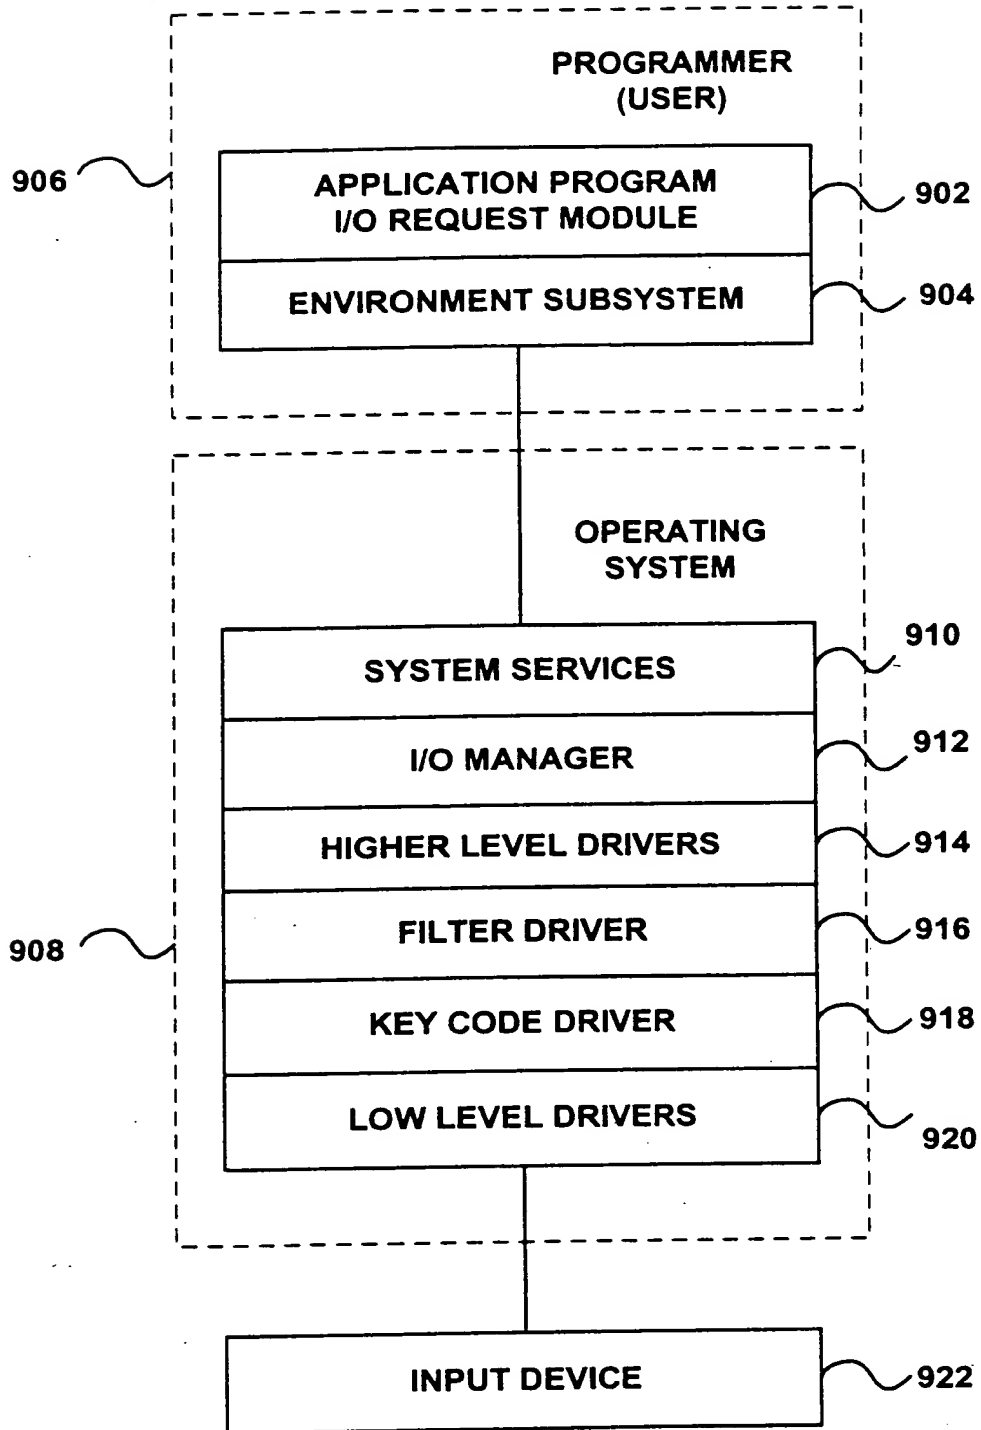 PROGRAMMER
(USER)
906
APPLICATION PROGRAM
I/O REQUEST MODULE
902
ENVIRONMENT SUBSYSTEM
904
OPERATING
SYSTEM
SYSTEM SERVICES
910
I/O MANAGER
912
HIGHER LEVEL DRIVERS
914
908
FILTER DRIVER
916
KEY CODE DRIVER
918
LOW LEVEL DRIVERS
920
INPUT DEVICE
922